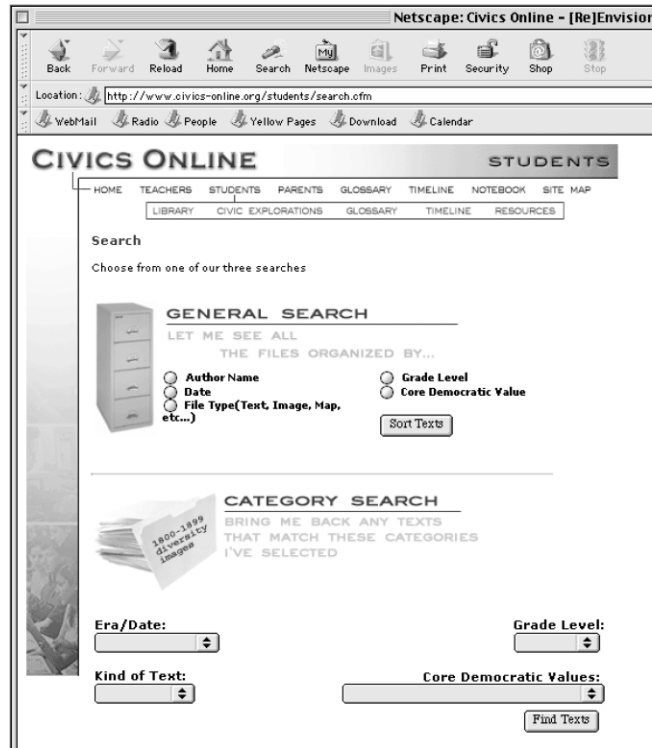 Netscape: Civics Online - [Re]Envision
Back Forward Reload Home Search Netscape Images Print Security Shop Stop
My
Location: http://www.civics-online.org/students/search.cfm
WebMail Radio People Yellow Pages Download Calendar
CIVICS ONLINE STUDENTS
HOME TEACHERS STUDENTS PARENTS GLOSSARY TIMELINE NOTEBOOK SITE MAP
LIBRARY CIVIC EXPLORATIONS GLOSSARY TIMELINE RESOURCES
Search
Choose from one of our three searches
GENERAL SEARCH
LET ME SEE ALL
THE FILES ORGANIZED BY...
Author Name Grade Level
Date Core Democratic Value
File Type(Text, Image, Map,
etc...)
Sort Texts
CATEGORY SEARCH
BRING ME BACK ANY TEXTS
THAT MATCH THESE CATEGORIES
I'VE SELECTED
1800-1899
diversity
images
Era/Date: Grade Level:
Kind of Text: Core Democratic Values:
Find Texts